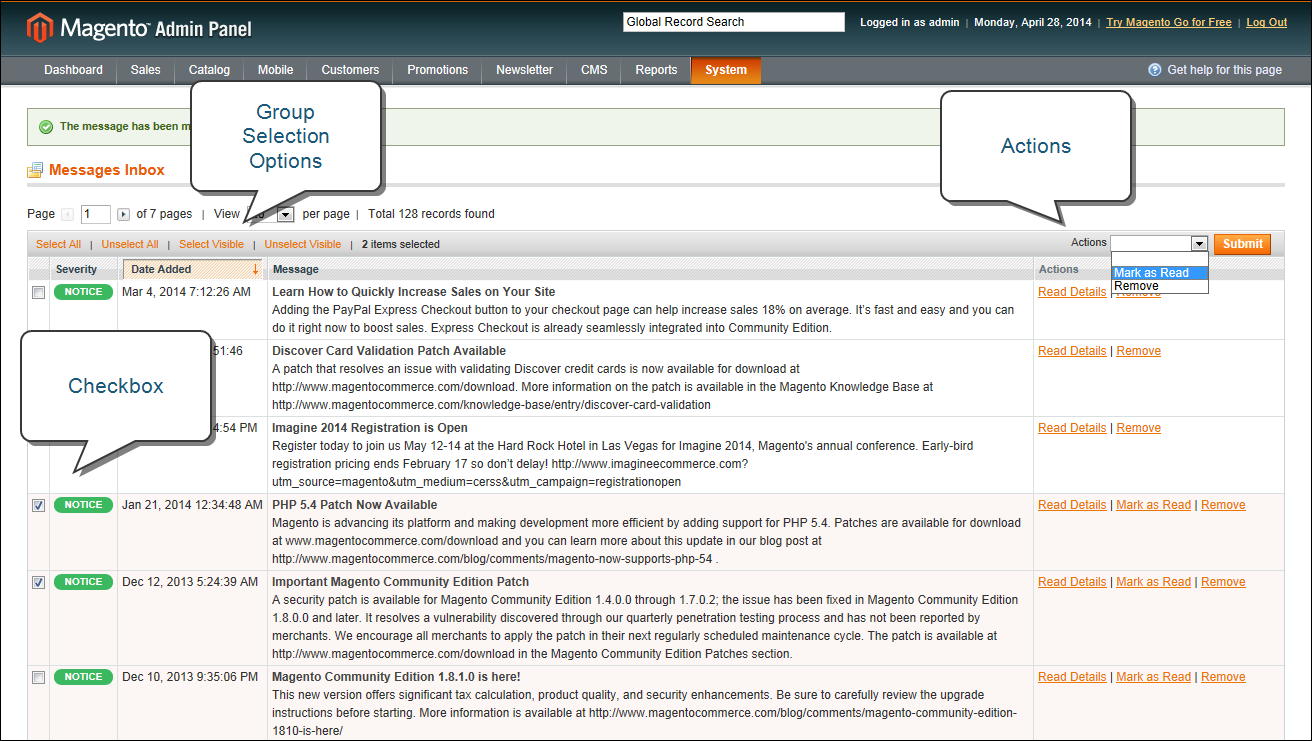 Magento™ Admin Panel
Global Record Search
Logged in as admin | Monday, April 28, 2014 | Try Magento Go for Free | Log Out
Dashboard Sales Catalog Mobile Customers Promotions Newsletter CMS Reports System
Get help for this page
The message has been
Group
Selection
Options
Actions
Messages Inbox
Page 1 of 7 pages | View per page | Total 128 records found
Select All | Unselect All | Select Visible | Unselect Visible | 2 items selected
Actions Submit
Mark as Read
Remove
Severity Date Added Message Actions
NOTICE Mar 4, 2014 7:12:26 AM Learn How to Quickly Increase Sales on Your Site Read Details |
Adding the PayPal Express Checkout button to your checkout page can help increase sales 18% on average. It's fast and easy and you can
do it right now to boost sales. Express Checkout is already seamlessly integrated into Community Edition.
Checkbox
51:46 Discover Card Validation Patch Available Read Details | Remove
A patch that resolves an issue with validating Discover credit cards is now available for download at
http://www.magentocommerce.com/download. More information on the patch is available in the Magento Knowledge Base at
http://www.magentocommerce.com/knowledge-base/entry/discover-card-validation
4:54 PM Imagine 2014 Registration is Open Read Details | Remove
Register today to join us May 12-14 at the Hard Rock Hotel in Las Vegas for Imagine 2014, Magento's annual conference. Early-bird
registration pricing ends February 17 so don't delay! http://www.imagineecommerce.com?
utm_source=magento&utm_medium=cerss&utm_campaign=registrationopen
NOTICE Jan 21, 2014 12:34:48 AM PHP 5.4 Patch Now Available Read Details | Mark as Read | Remove
Magento is advancing its platform and making development more efficient by adding support for PHP 5.4. Patches are available for download
at www.magentocommerce.com/download and you can learn more about this update in our blog post at
http://www.magentocommerce.com/blog/comments/magento-now-supports-php-54 .
NOTICE Dec 12, 2013 5:24:39 AM Important Magento Community Edition Patch Read Details | Mark as Read | Remove
A security patch is available for Magento Community Edition 1.4.0.0 through 1.7.0.2; the issue has been fixed in Magento Community Edition
1.8.0.0 and later. It resolves a vulnerability discovered through our quarterly penetration testing process and has not been reported by
merchants. We encourage all merchants to apply the patch in their next regularly scheduled maintenance cycle. The patch is available at
http://www.magentocommerce.com/download in the Magento Community Edition Patches section.
NOTICE Dec 10, 2013 9:35:06 PM Magento Community Edition 1.8.1.0 is here! Read Details | Mark as Read | Remove
This new version offers significant tax calculation, product quality, and security enhancements. Be sure to carefully review the upgrade
instructions before starting. More information is available at http://www.magentocommerce.com/blog/comments/magento-community-edition-
1810-is-here/